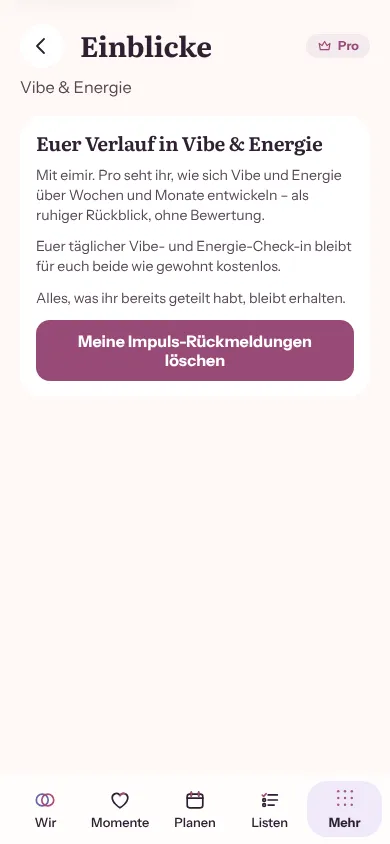 Einblicke
Pro
Vibe & Energie
Euer Verlauf in Vibe & Energie
Mit eimir. Pro seht ihr, wie sich Vibe und Energie
über Wochen und Monate entwickeln – als
ruhiger Rückblick, ohne Bewertung.
Euer täglicher Vibe- und Energie-Check-in bleibt
für euch beide wie gewohnt kostenlos.
Alles, was ihr bereits geteilt habt, bleibt erhalten.
Meine Impuls-Rückmeldungen
löschen
Wir
Momente
Planen
Listen
Mehr